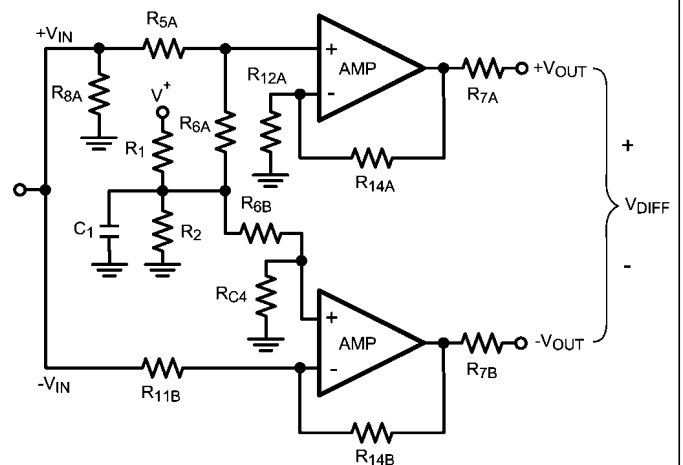 +VIN
R5A
R8A
V+
R1
R6A
R12A
+
AMP
-
R14A
R7A
+VOUT
+
VDIFF
-
C1
R2
R6B
RC4
+
AMP
-
R7B
-VOUT
-VIN
R11B
R14B